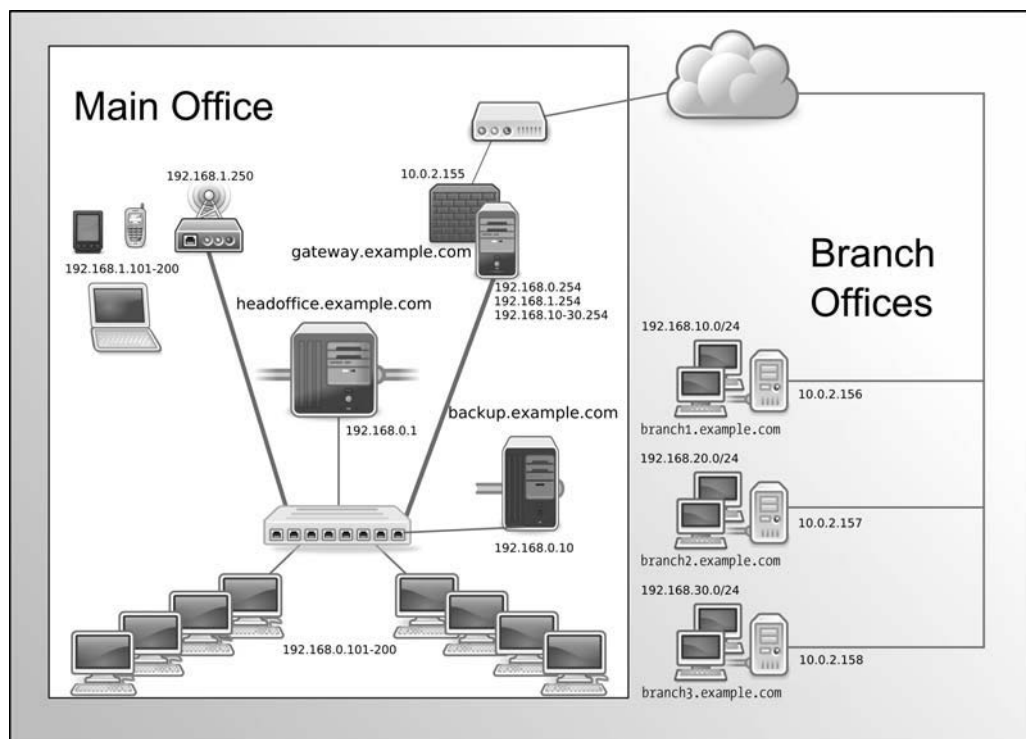 Main Office
192.168.1.250
10.0.2.155
gateway.example.com
192.168.1.101-200
192.168.0.254
192.168.1.254
192.168.10-30.254
headoffice.example.com
192.168.0.1
backup.example.com
192.168.0.10
192.168.0.101-200
Branch
Offices
192.168.10.0/24
10.0.2.156
branch1.example.com
192.168.20.0/24
10.0.2.157
branch2.example.com
192.168.30.0/24
10.0.2.158
branch3.example.com